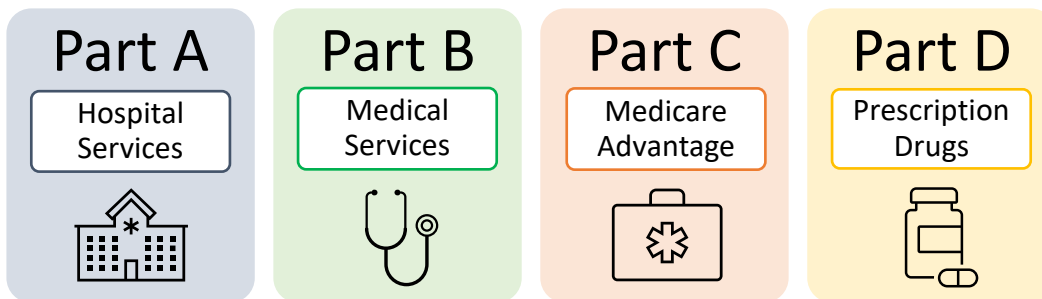 Part A
Hospital
Services
Part B
Medical
Services
Part C
Medicare
Advantage
Part D
Prescription
Drugs